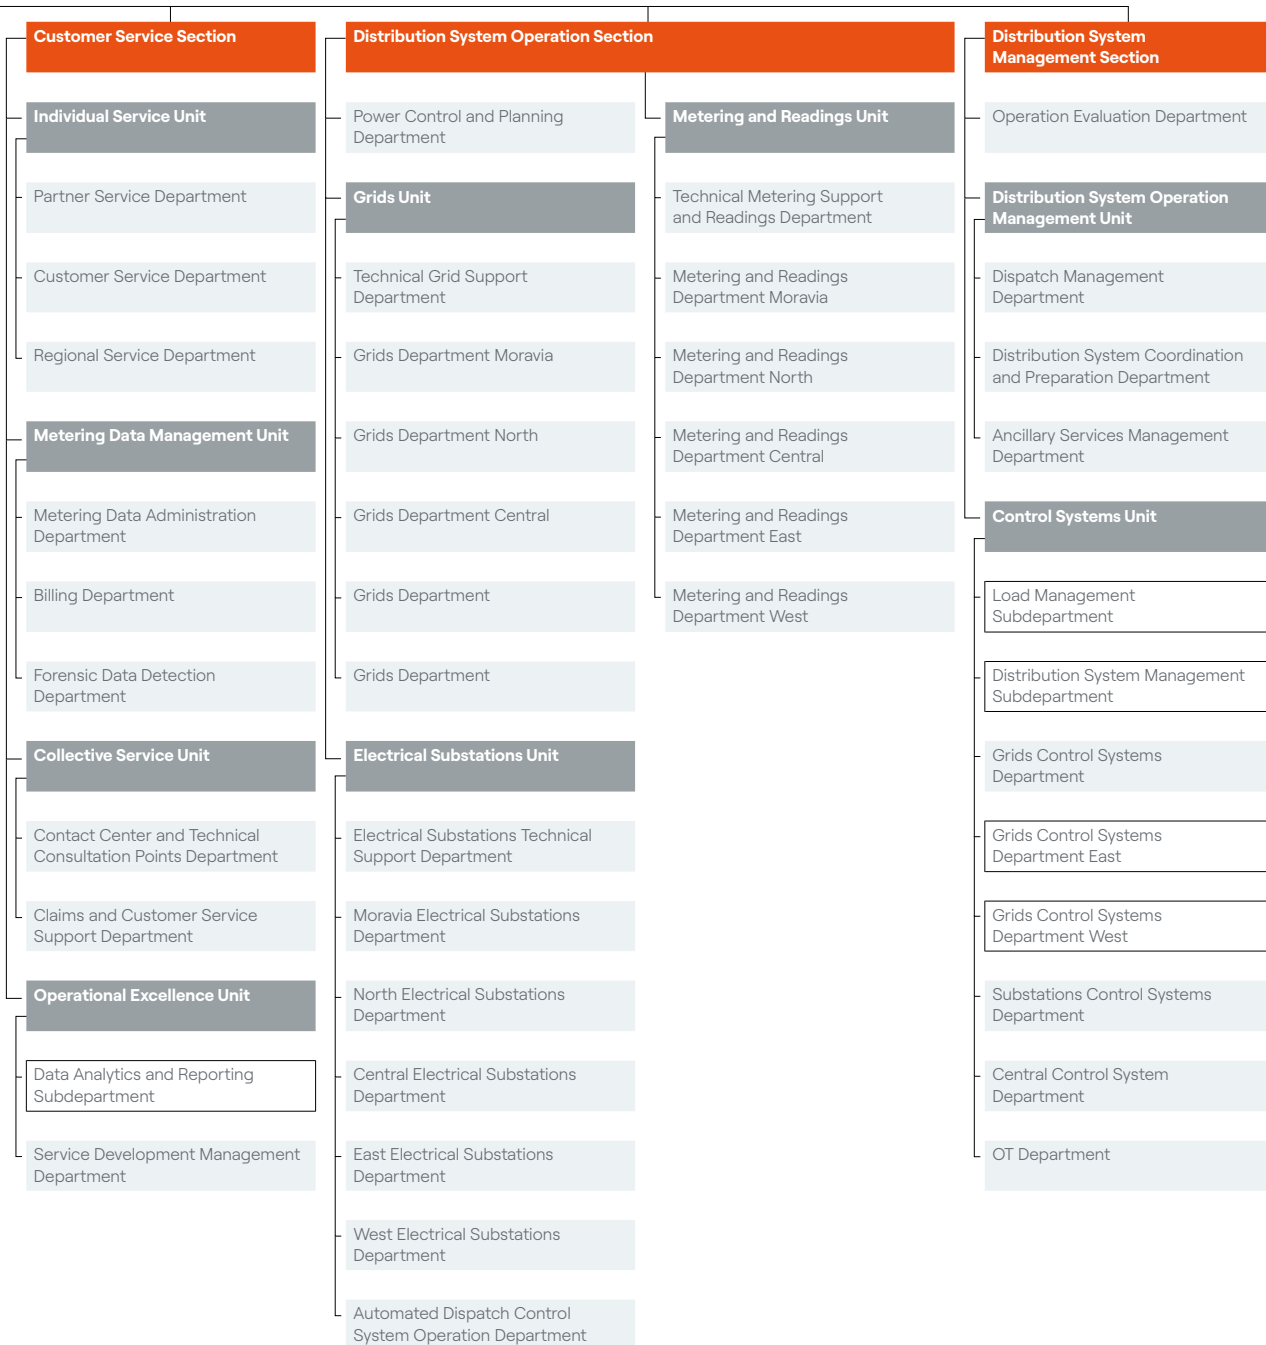 Customer Service Section
Individual Service Unit
Partner Service Department
Customer Service Department
Regional Service Department
Metering Data Management Unit
Metering Data Administration
Department
Billing Department
Forensic Data Detection
Department
Collective Service Unit
Contact Center and Technical
Consultation Points Department
Claims and Customer Service
Support Department
Operational Excellence Unit
Data Analytics and Reporting
Subdepartment
Service Development Management
Department
Distribution System Operation Section
Power Control and Planning
Department
Grids Unit
Technical Grid Support
Department
Grids Department Moravia
Grids Department North
Grids Department Central
Grids Department
Grids Department
Electrical Substations Unit
Electrical Substations Technical
Support Department
Moravia Electrical Substations
Department
North Electrical Substations
Department
Central Electrical Substations
Department
East Electrical Substations
Department
West Electrical Substations
Department
Automated Dispatch Control
System Operation Department
Metering and Readings Unit
Technical Metering Support
and Readings Department
Metering and Readings
Department Moravia
Metering and Readings
Department North
Metering and Readings
Department Central
Metering and Readings
Department East
Metering and Readings
Department West
Distribution System
Management Section
Operation Evaluation Department
Distribution System Operation
Management Unit
Dispatch Management
Department
Distribution System Coordination
and Preparation Department
Ancillary Services Management
Department
Control Systems Unit
Load Management
Subdepartment
Distribution System Management
Subdepartment
Grids Control Systems
Department
Grids Control Systems
Department East
Grids Control Systems
Department West
Substations Control Systems
Department
Central Control System
Department
OT Department